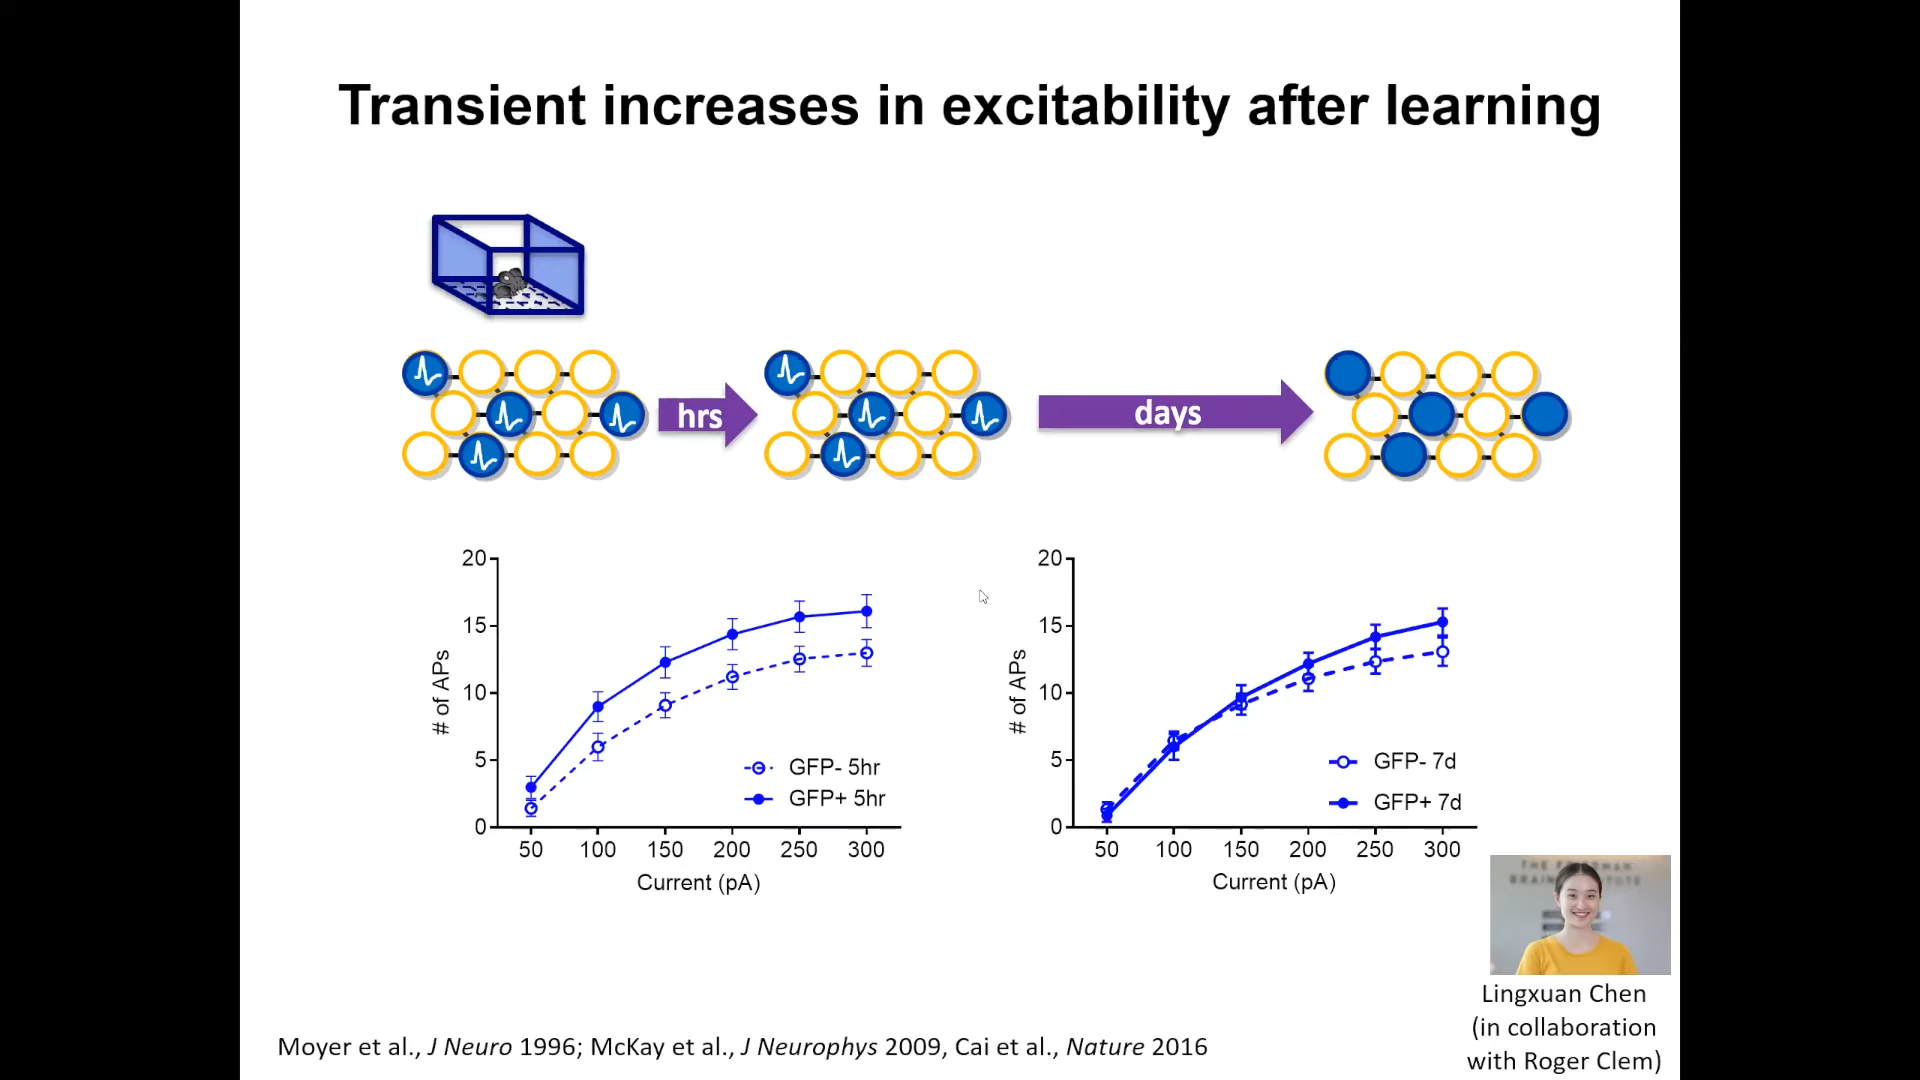 Transient increases in excitability after learning
hrs
days
20
15
10
5
0
# of APs
50 100 150 200 250 300
Current (pA)
GFP- 5hr
GFP+ 5hr
20
15
10
5
0
# of APs
50 100 150 200 250 300
Current (pA)
GFP- 7d
GFP+ 7d
Lingxuan Chen
(in collaboration
with Roger Clem)
Moyer et al., J Neuro 1996; McKay et al., J Neurophys 2009, Cai et al., Nature 2016